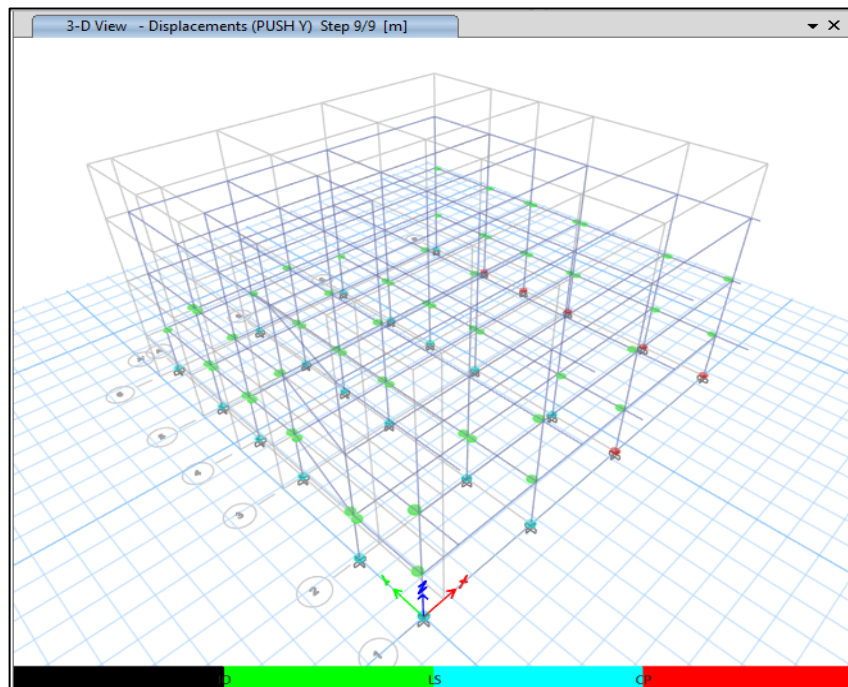 3-D View - Displacements (PUSH Y) Step 9/9 [m]
Z
IO LS CP